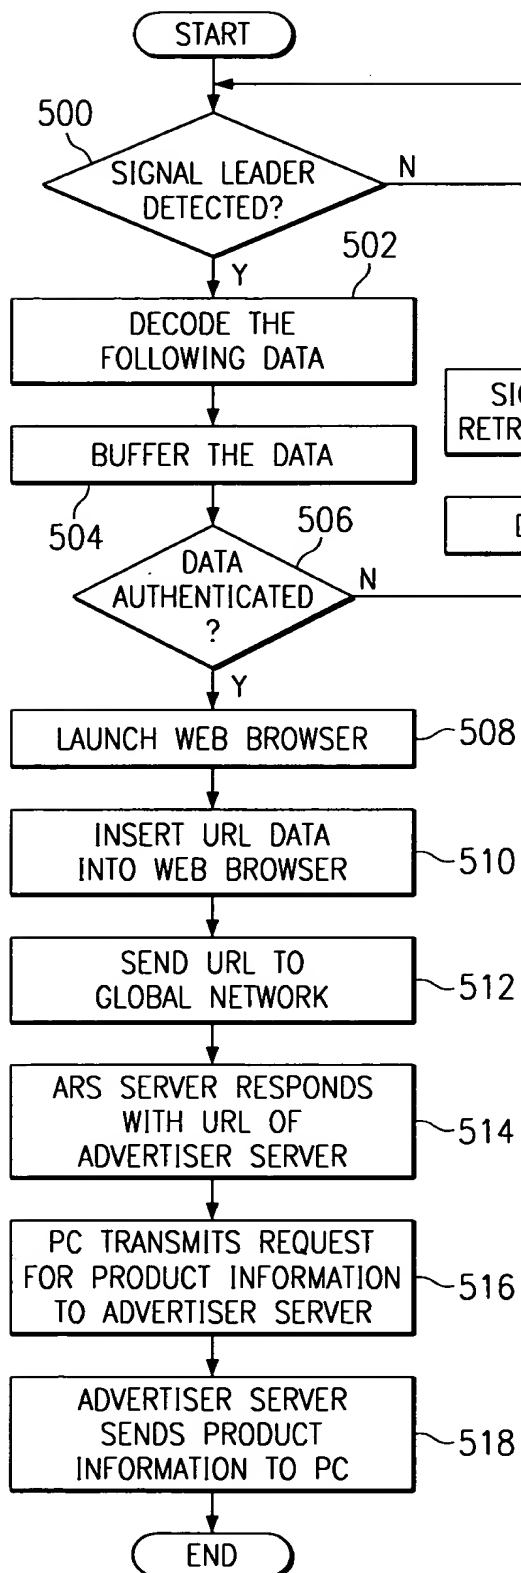 START
500
SIGNAL LEADER
DETECTED?
N
Y
502
DECODE THE
FOLLOWING DATA
BUFFER THE DATA
504
506
DATA
AUTHENTICATED
?
N
Y
LAUNCH WEB BROWSER
508
INSERT URL DATA
INTO WEB BROWSER
510
SEND URL TO
GLOBAL NETWORK
512
ARS SERVER RESPONDS
WITH URL OF
ADVERTISER SERVER
514
PC TRANSMITS REQUEST
FOR PRODUCT INFORMATION
TO ADVERTISER SERVER
516
ADVERTISER SERVER
SENDS PRODUCT
INFORMATION TO PC
518
END